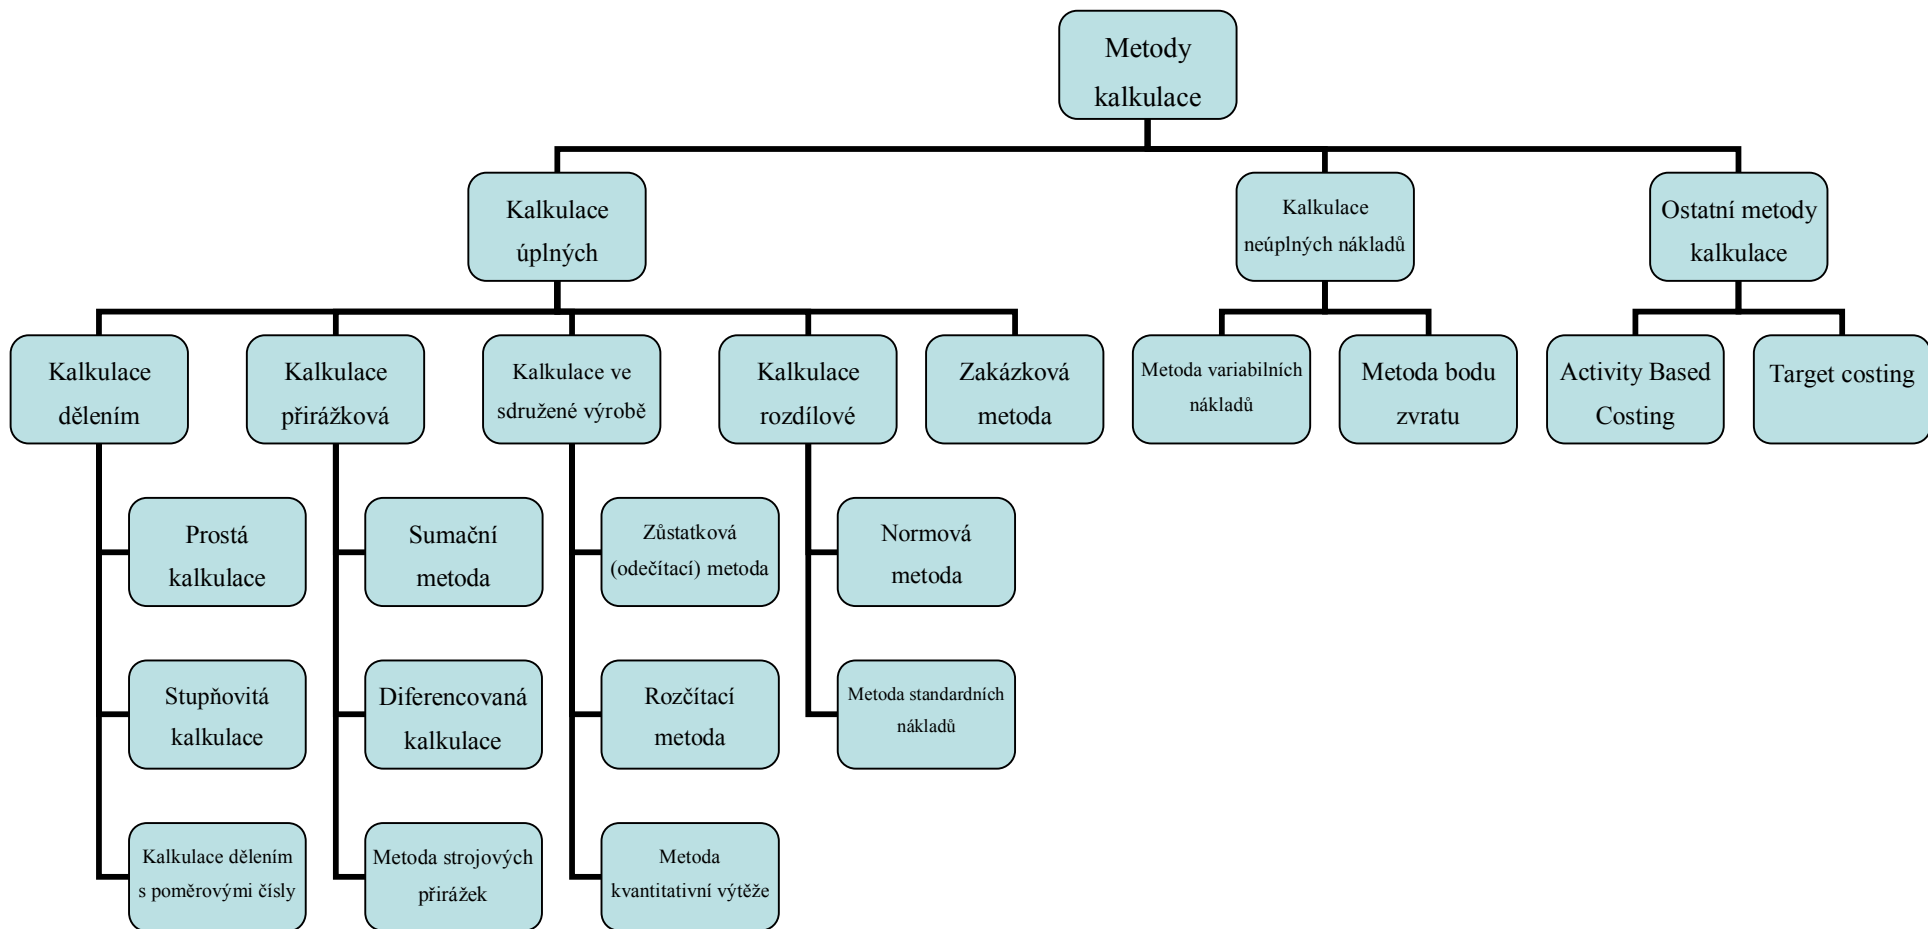 Metody
kalkulace
Kalkulace
úplných
Kalkulace
neúplných nákladů
Ostatní metody
kalkulace
Kalkulace
dělením
Kalkulace
přirážková
Kalkulace ve
sdružené výrobě
Kalkulace
rozdílové
Zakázková
metoda
Metoda variabilních
nákladů
Metoda bodu
zvratu
Activity Based
Costing
Target costing
Prostá
kalkulace
Sumační
metoda
Zůstatková
(odečítací) metoda
Normová
metoda
Stupňovitá
kalkulace
Diferencovaná
kalkulace
Rozčítací
metoda
Metoda standardních
nákladů
Kalkulace dělením
s poměrovými čísly
Metoda strojových
přirážek
Metoda
kvantitativní výtěže